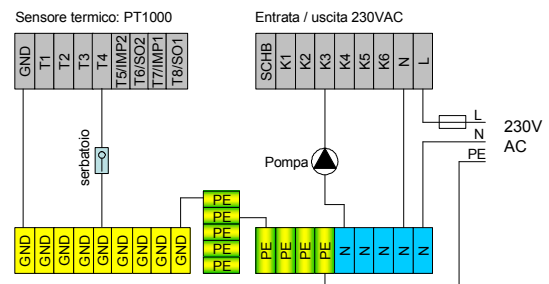 Sensore termico: PT1000
Entrata / uscita 230VAC
GND
T1
T2
T3
T4
T5/IMP2
T6/SO2
T7/IMP1
T8/SO1
SCHB
K1
K2
K3
K4
K5
K6
N
L
L
N
PE
230V
AC
serbatoio
Pompa
PE
PE
PE
PE
PE
GND
GND
GND
GND
GND
GND
GND
GND
GND
PE
PE
PE
PE
N
N
N
N
N